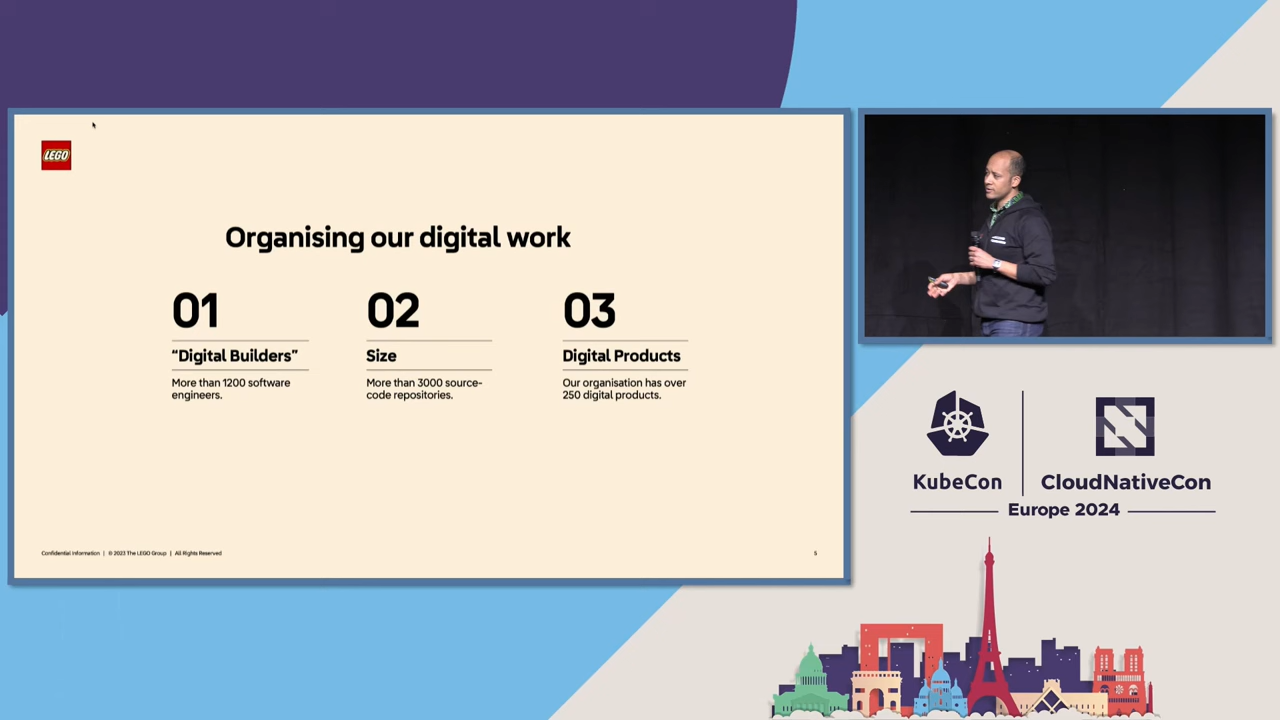 LEGO
Organising our digital work
01
"Digital Builders"
More than 1200 software
engineers.
02
Size
More than 3000 source-
code repositories.
03
Digital Products
Our organisation has over
250 digital products.
Confidential Information | © 2023 The LEGO Group | All Rights Reserved
5
KubeCon
CloudNativeCon
Europe 2024